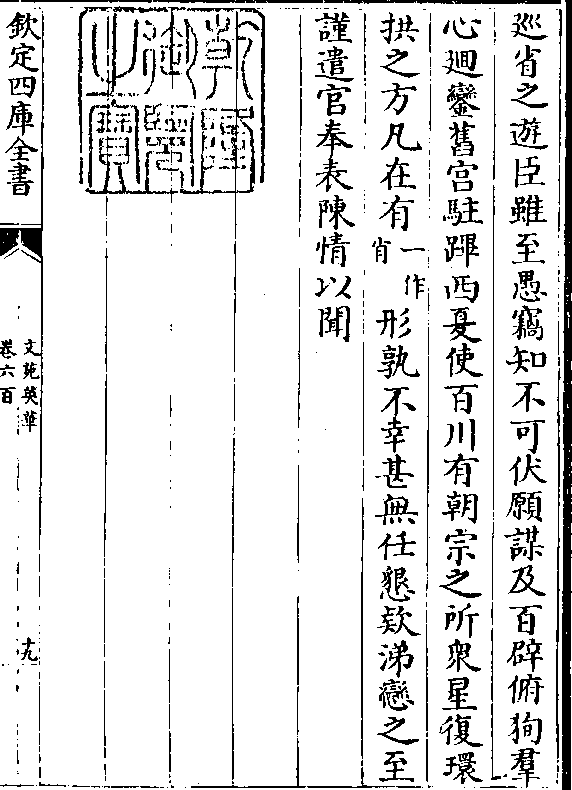 巡省之遊臣雖至愚竊知不可伏願謀及百辟俯狥羣
心廻鑾舊宫駐蹕西夏使百川有朝宗之所衆星復環
拱之方凡在有一作肖形孰不幸甚無任懇欵涕戀之至
謹遣官奉表陳情以聞
乾隆御覽之寶
欽定四庫全書
文苑英華
卷六百
十九